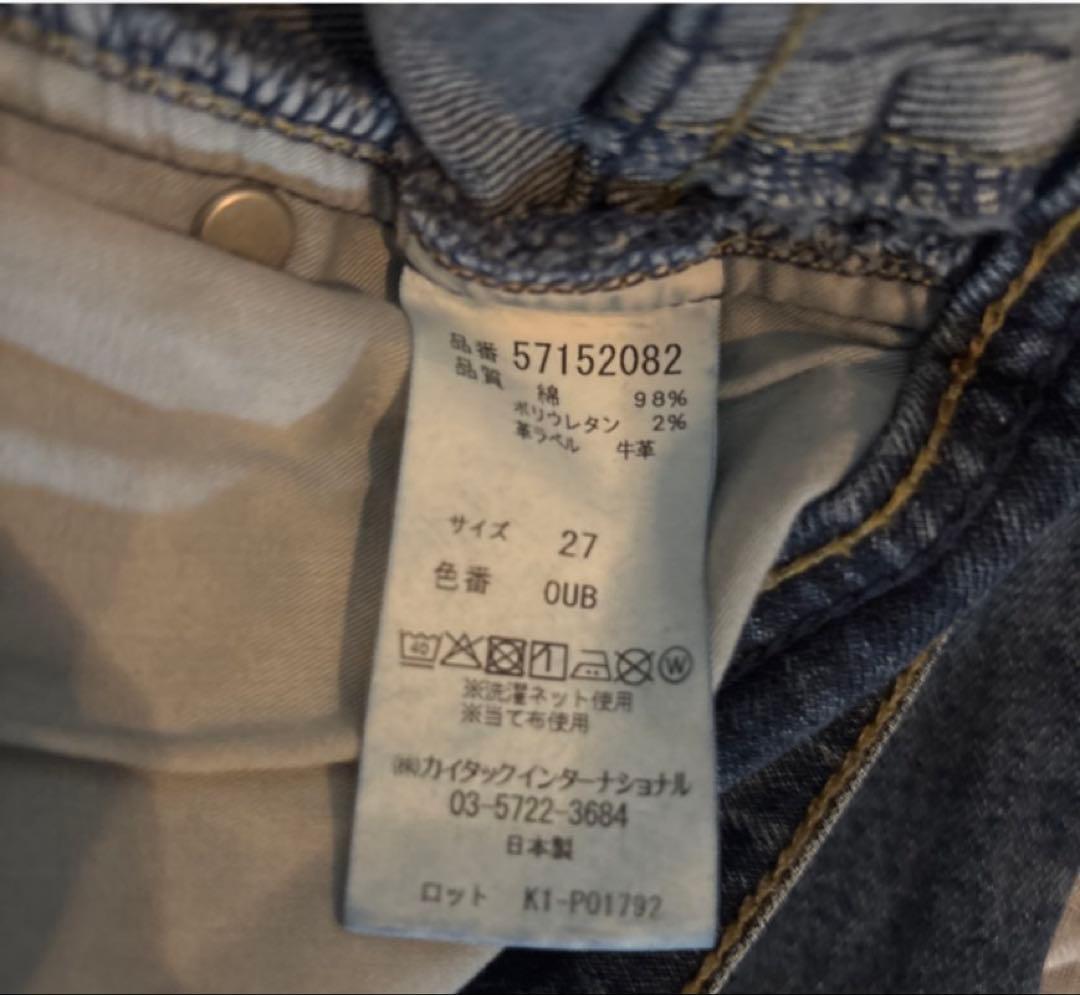 品番 57152082
品質 綿 98%
ポリウレタン 2%
革ラベル 牛革
サイズ 27
色番 0UB
40 W
※洗濯ネット使用
※当て布使用
㈱カイタックインターナショナル
03-5722-3684
日本製
ロット K1-P01792